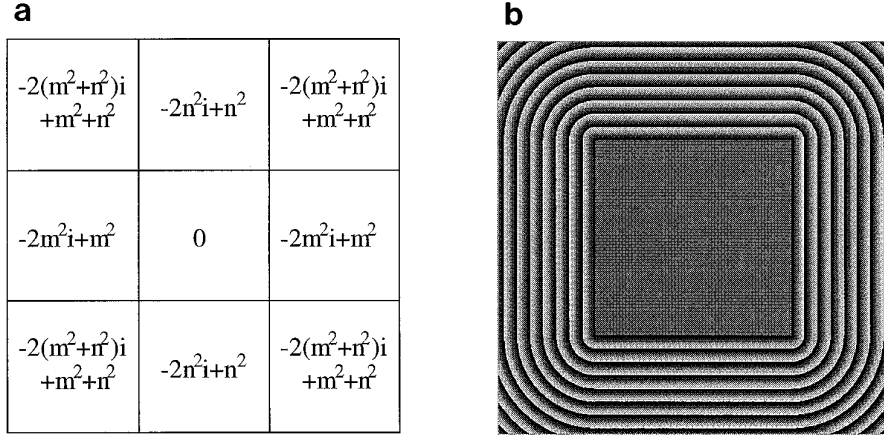 a
b
-2(m²+n²)i
+m²+n²
-2n²i+n²
-2(m²+n²)i
+m²+n²
-2m²i+m²
0
-2m²i+m²
-2(m²+n²)i
+m²+n²
-2n²i+n²
-2(m²+n²)i
+m²+n²